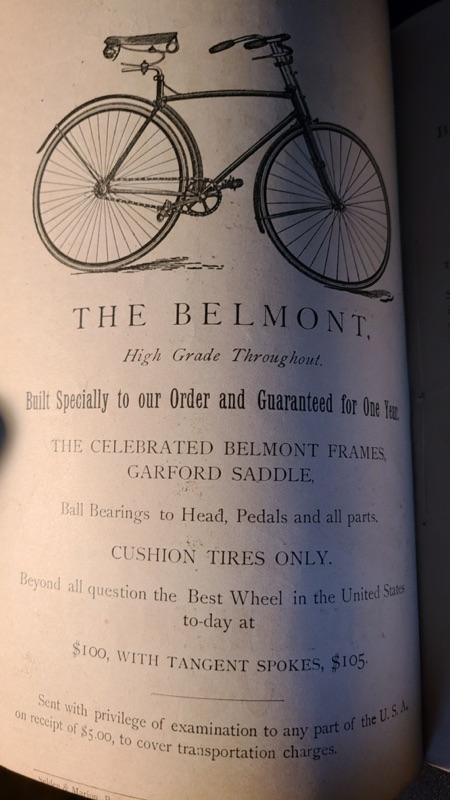 THE BELMONT,
High Grade Throughout.
Built Specially to our Order and Guaranteed for One Year.
THE CELEBRATED BELMONT FRAMES,
GARFORD SADDLE,
Ball Bearings to Head, Pedals and all parts.
CUSHION TIRES ONLY.
Beyond all question the Best Wheel in the United States
to-day at
$100, WITH TANGENT SPOKES, $105.
Sent with privilege of examination to any part of the U. S. A.
on receipt of $5.00, to cover transportation charges.